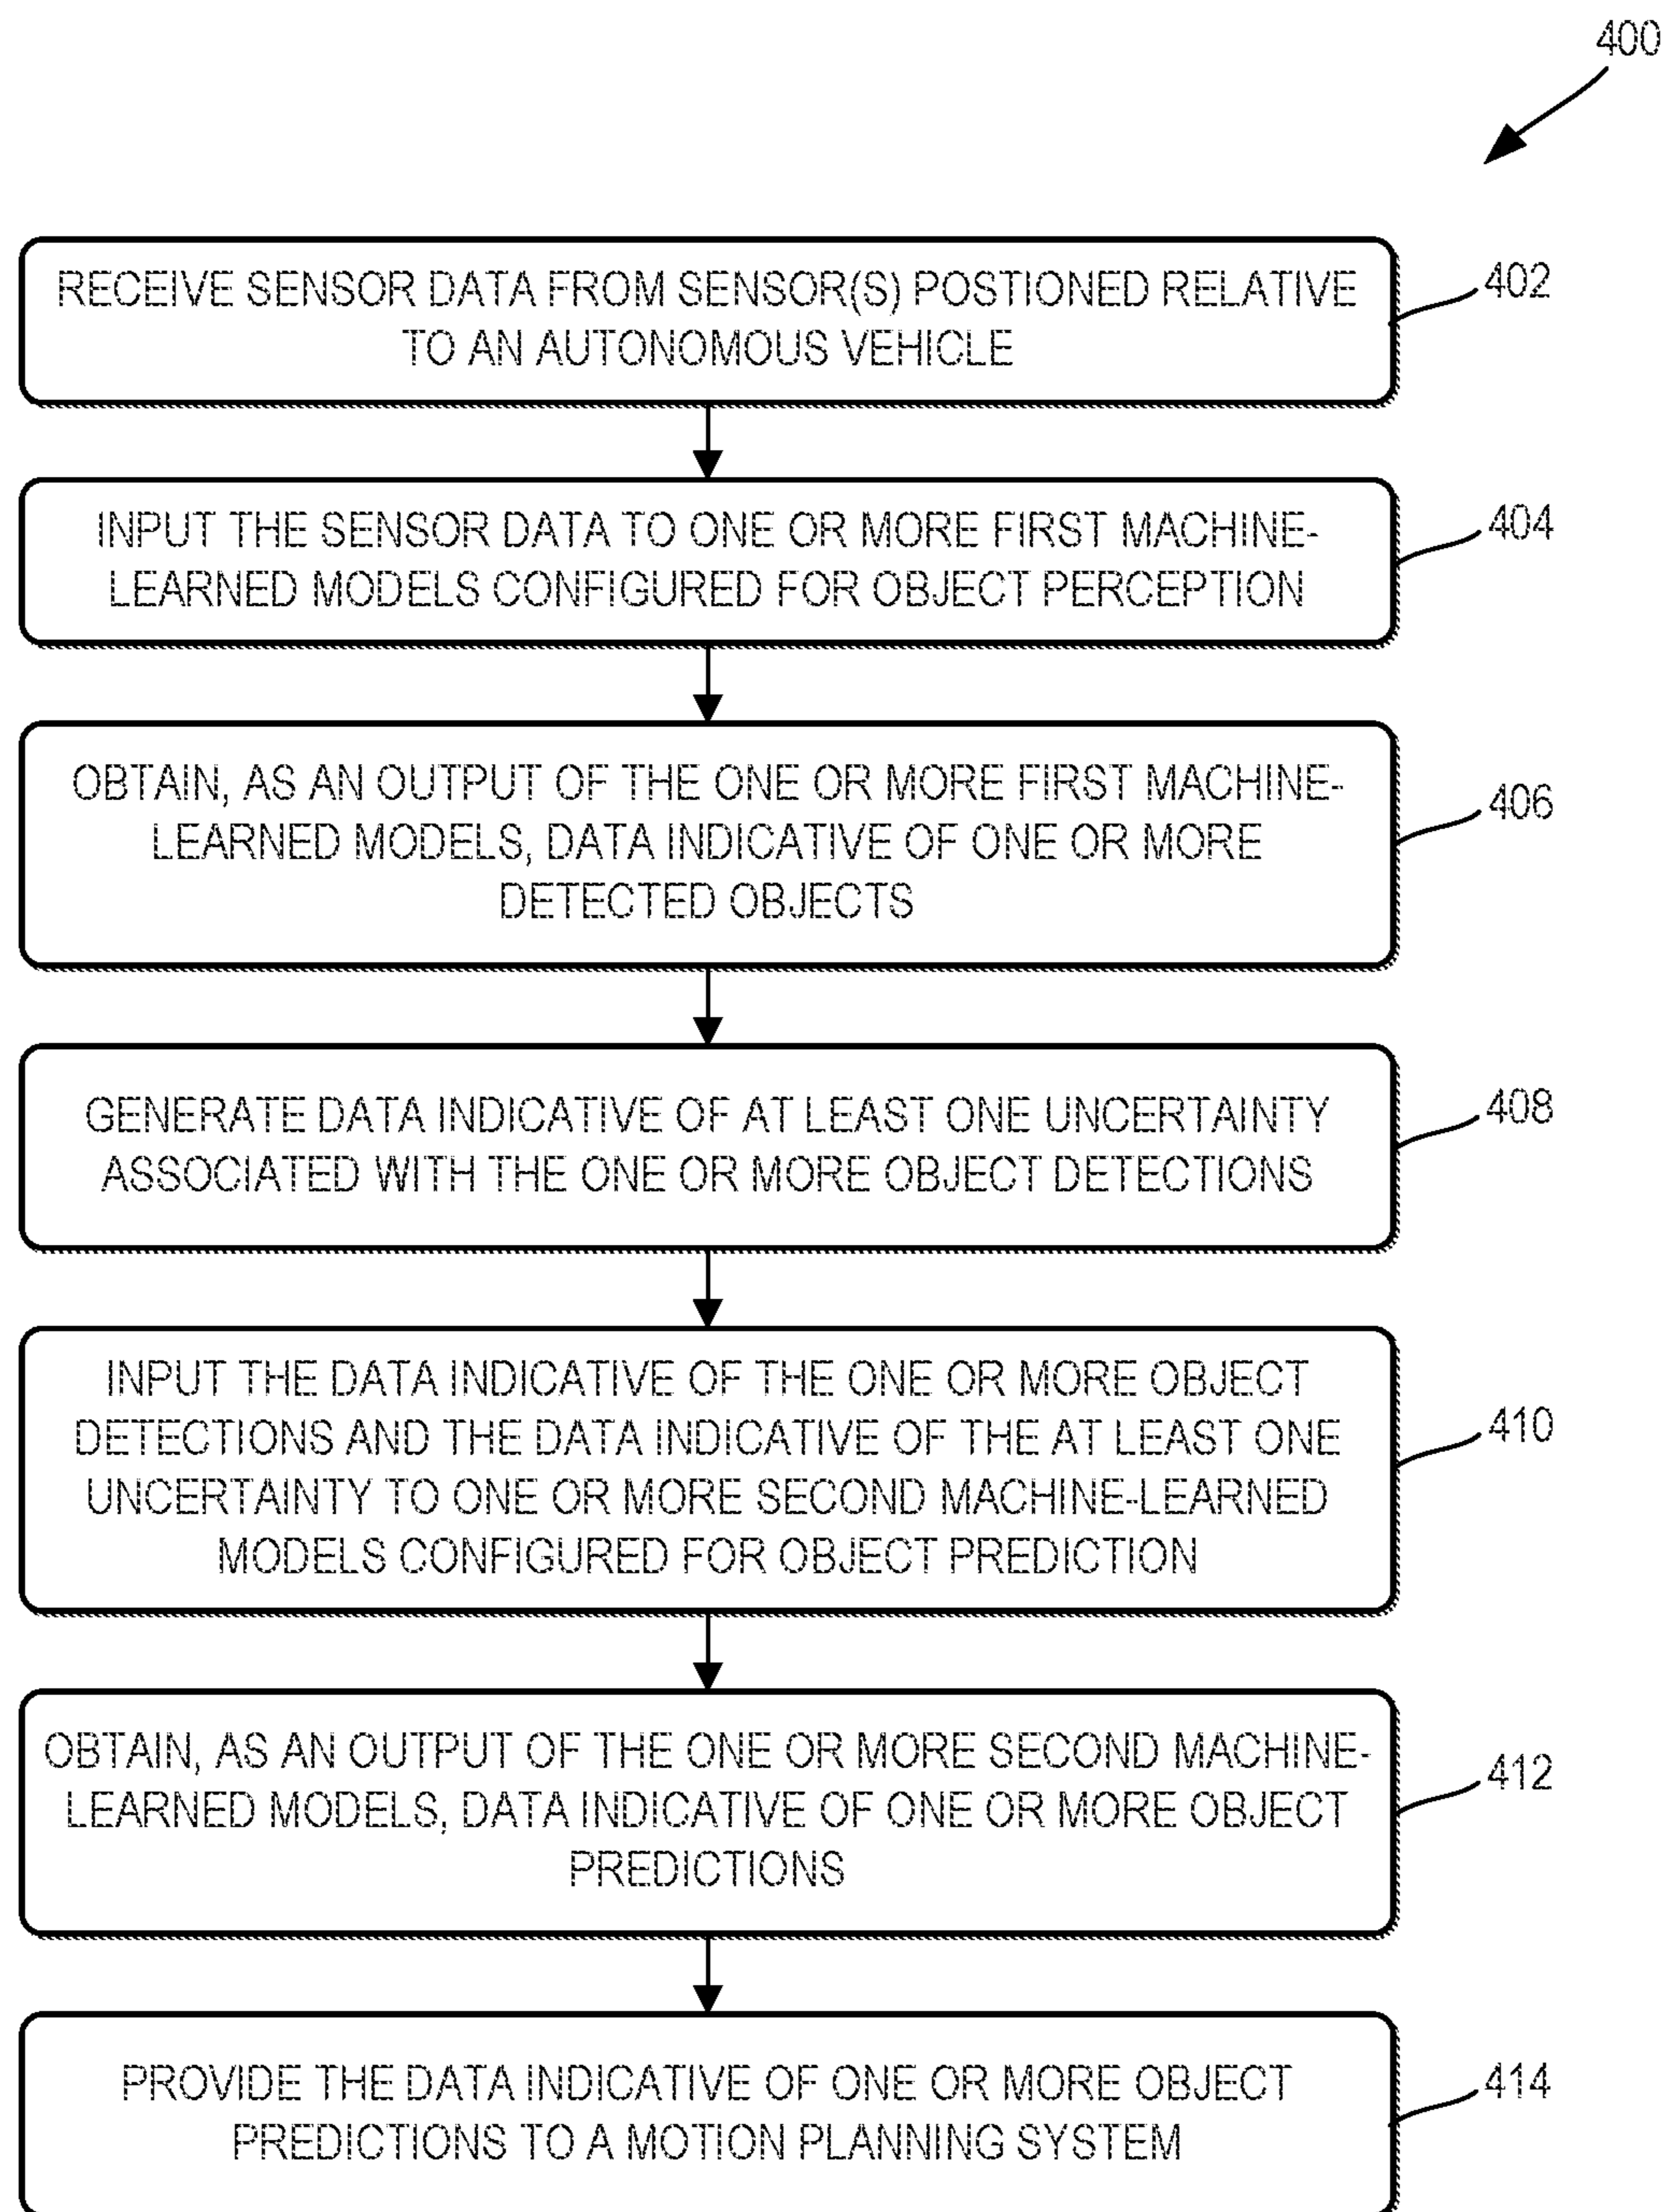 400
RECEIVE SENSOR DATA FROM SENSOR(S) POSTIONED RELATIVE
TO AN AUTONOMOUS VEHICLE
402
INPUT THE SENSOR DATA TO ONE OR MORE FIRST MACHINE-
LEARNED MODELS CONFIGURED FOR OBJECT PERCEPTION
404
OBTAIN, AS AN OUTPUT OF THE ONE OR MORE FIRST MACHINE-
LEARNED MODELS, DATA INDICATIVE OF ONE OR MORE
DETECTED OBJECTS
406
GENERATE DATA INDICATIVE OF AT LEAST ONE UNCERTAINTY
ASSOCIATED WITH THE ONE OR MORE OBJECT DETECTIONS
408
INPUT THE DATA INDICATIVE OF THE ONE OR MORE OBJECT
DETECTIONS AND THE DATA INDICATIVE OF THE AT LEAST ONE
UNCERTAINTY TO ONE OR MORE SECOND MACHINE-LEARNED
MODELS CONFIGURED FOR OBJECT PREDICTION
410
OBTAIN, AS AN OUTPUT OF THE ONE OR MORE SECOND MACHINE-
LEARNED MODELS, DATA INDICATIVE OF ONE OR MORE OBJECT
PREDICTIONS
412
PROVIDE THE DATA INDICATIVE OF ONE OR MORE OBJECT
PREDICTIONS TO A MOTION PLANNING SYSTEM
414